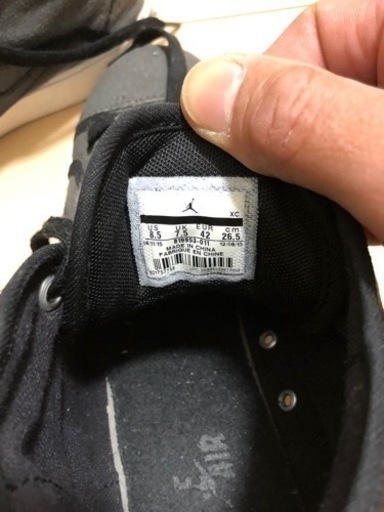 XC
US UK EUR cm
8.5 7.5 42 26.5
819953-011
MADE IN CHINA
FABRIQUE EN CHINE
AIR